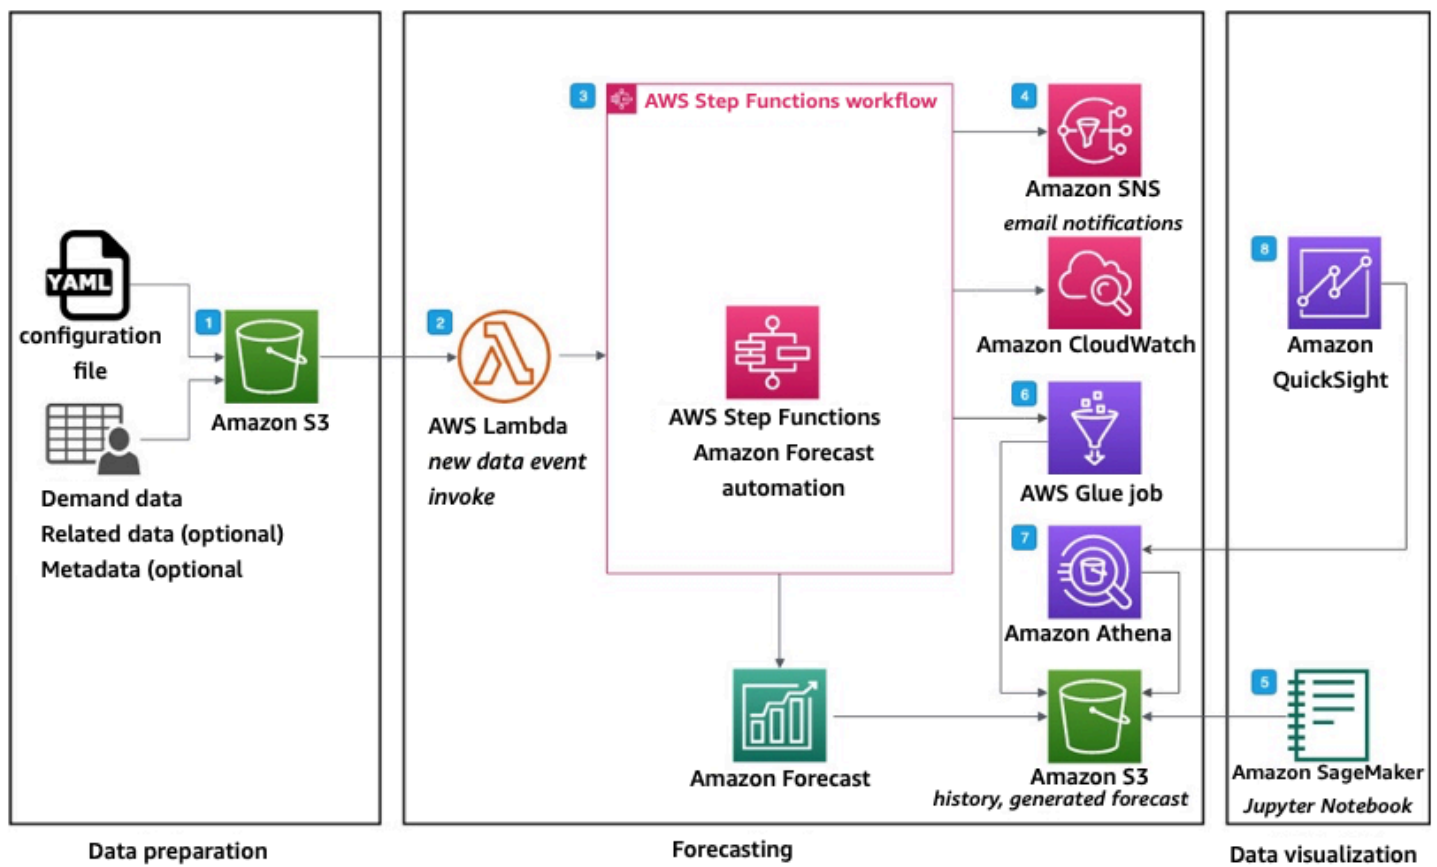 YAML
configuration
file
1
Amazon S3
Demand data
Related data (optional)
Metadata (optional
Data preparation
2
AWS Lambda
new data event
invoke
3
AWS Step Functions workflow
AWS Step Functions
Amazon Forecast
automation
Amazon Forecast
4
Amazon SNS
email notifications
Amazon CloudWatch
6
AWS Glue job
7
Amazon Athena
Amazon S3
history, generated forecast
Forecasting
8
Amazon
QuickSight
5
Amazon SageMaker
Jupyter Notebook
Data visualization